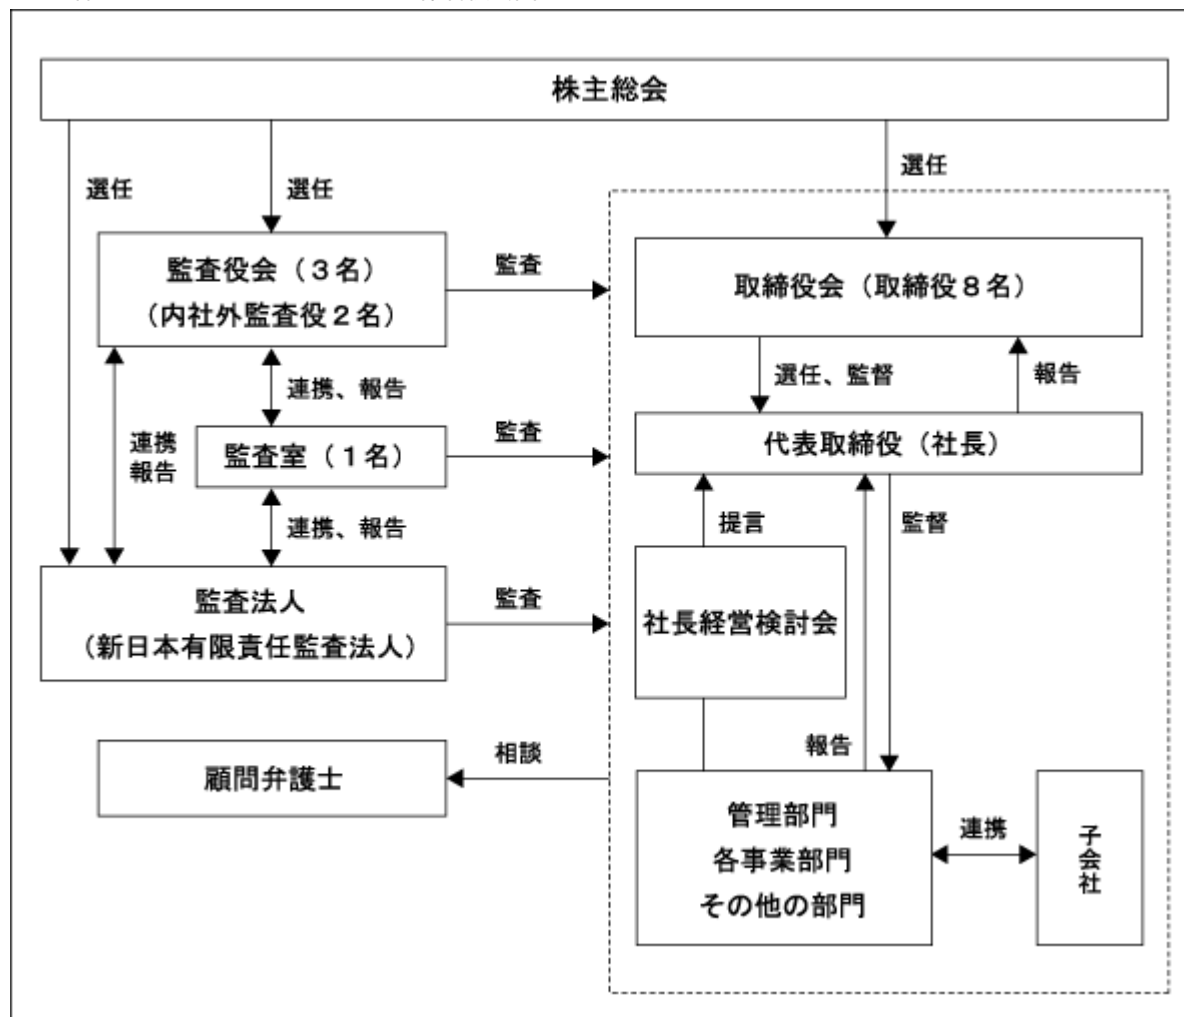 株主総会
選任
選任
選任
監査役会（３名）
（内社外監査役２名）
監査
取締役会（取締役８名）
連携、報告
選任、監督
報告
連携
報告
監査室（１名）
監査
代表取締役（社長）
連携、報告
提言
監督
監査法人
（新日本有限責任監査法人）
監査
社長経営検討会
顧問弁護士
相談
報告
管理部門
各事業部門
その他の部門
連携
子会社